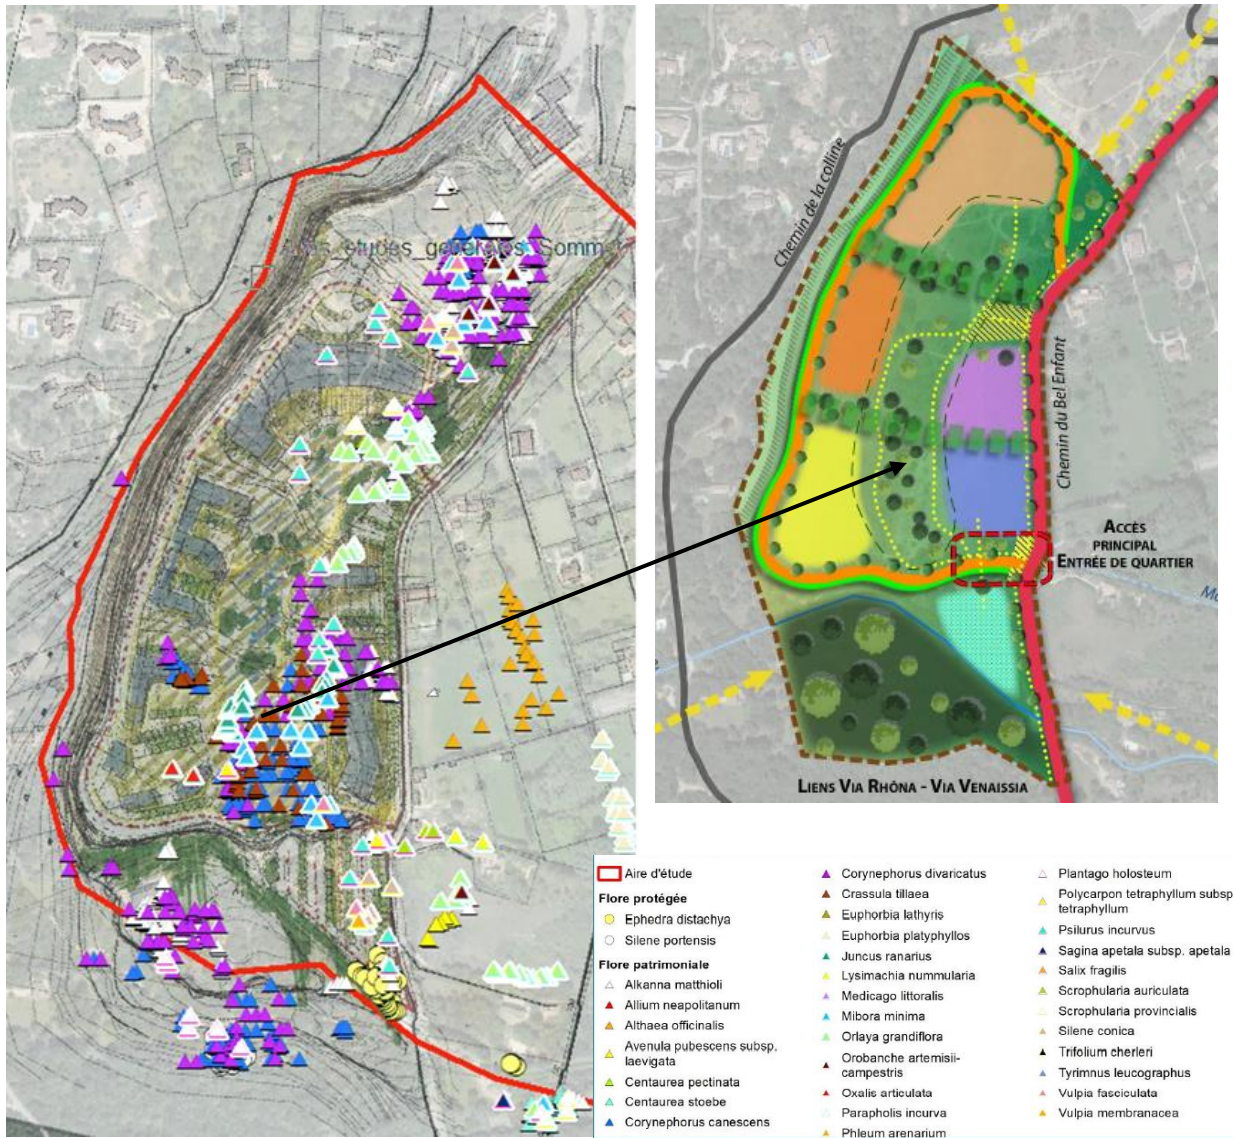 études_generales_Somm
Chemin de la colline
Chemin du Bel Enfant
ACCÈS
PRINCIPAL
ENTRÉE DE QUARTIER
LIENS VIA RHÔNA - VIA VENAISSIA
Aire d'étude
Flore protégée
Ephedra distachya
Silene portensis
Flore patrimoniale
Alkanna matthioli
Allium neapolitanum
Althaea officinalis
Avenula pubescens subsp.
laevigata
Centaurea pectinata
Centaurea stoebe
Corynephorus canescens
Corynephorus divaricatus
Crassula tillaea
Euphorbia lathyris
Euphorbia platyphyllos
Juncus ranarius
Lysimachia nummularia
Medicago littoralis
Mibora minima
Orlaya grandiflora
Orobanche artemisii-
campestris
Oxalis articulata
Parapholis incurva
Phleum arenarium
Plantago holosteum
Polycarpon tetraphyllum subsp
tetraphyllum
Psilurus incurvus
Sagina apetala subsp. apetala
Salix fragilis
Scrophularia auriculata
Scrophularia provincialis
Silene conica
Trifolium cherleri
Tyrimnus leucographus
Vulpia fasciculata
Vulpia membranacea